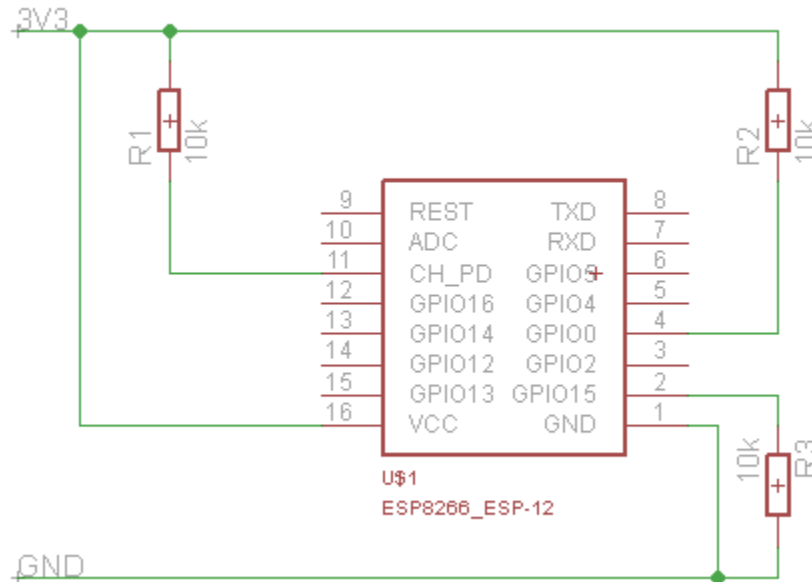 3V3
R1
10k
R2
10k
9 REST TXD 8
10 ADC RXD 7
11 CH_PD GPIO5 6
12 GPIO16 GPIO4 5
13 GPIO14 GPIO0 4
14 GPIO12 GPIO2 3
15 GPIO13 GPIO15 2
16 VCC GND 1
10k
R3
U$1
ESP8266_ESP-12
GND